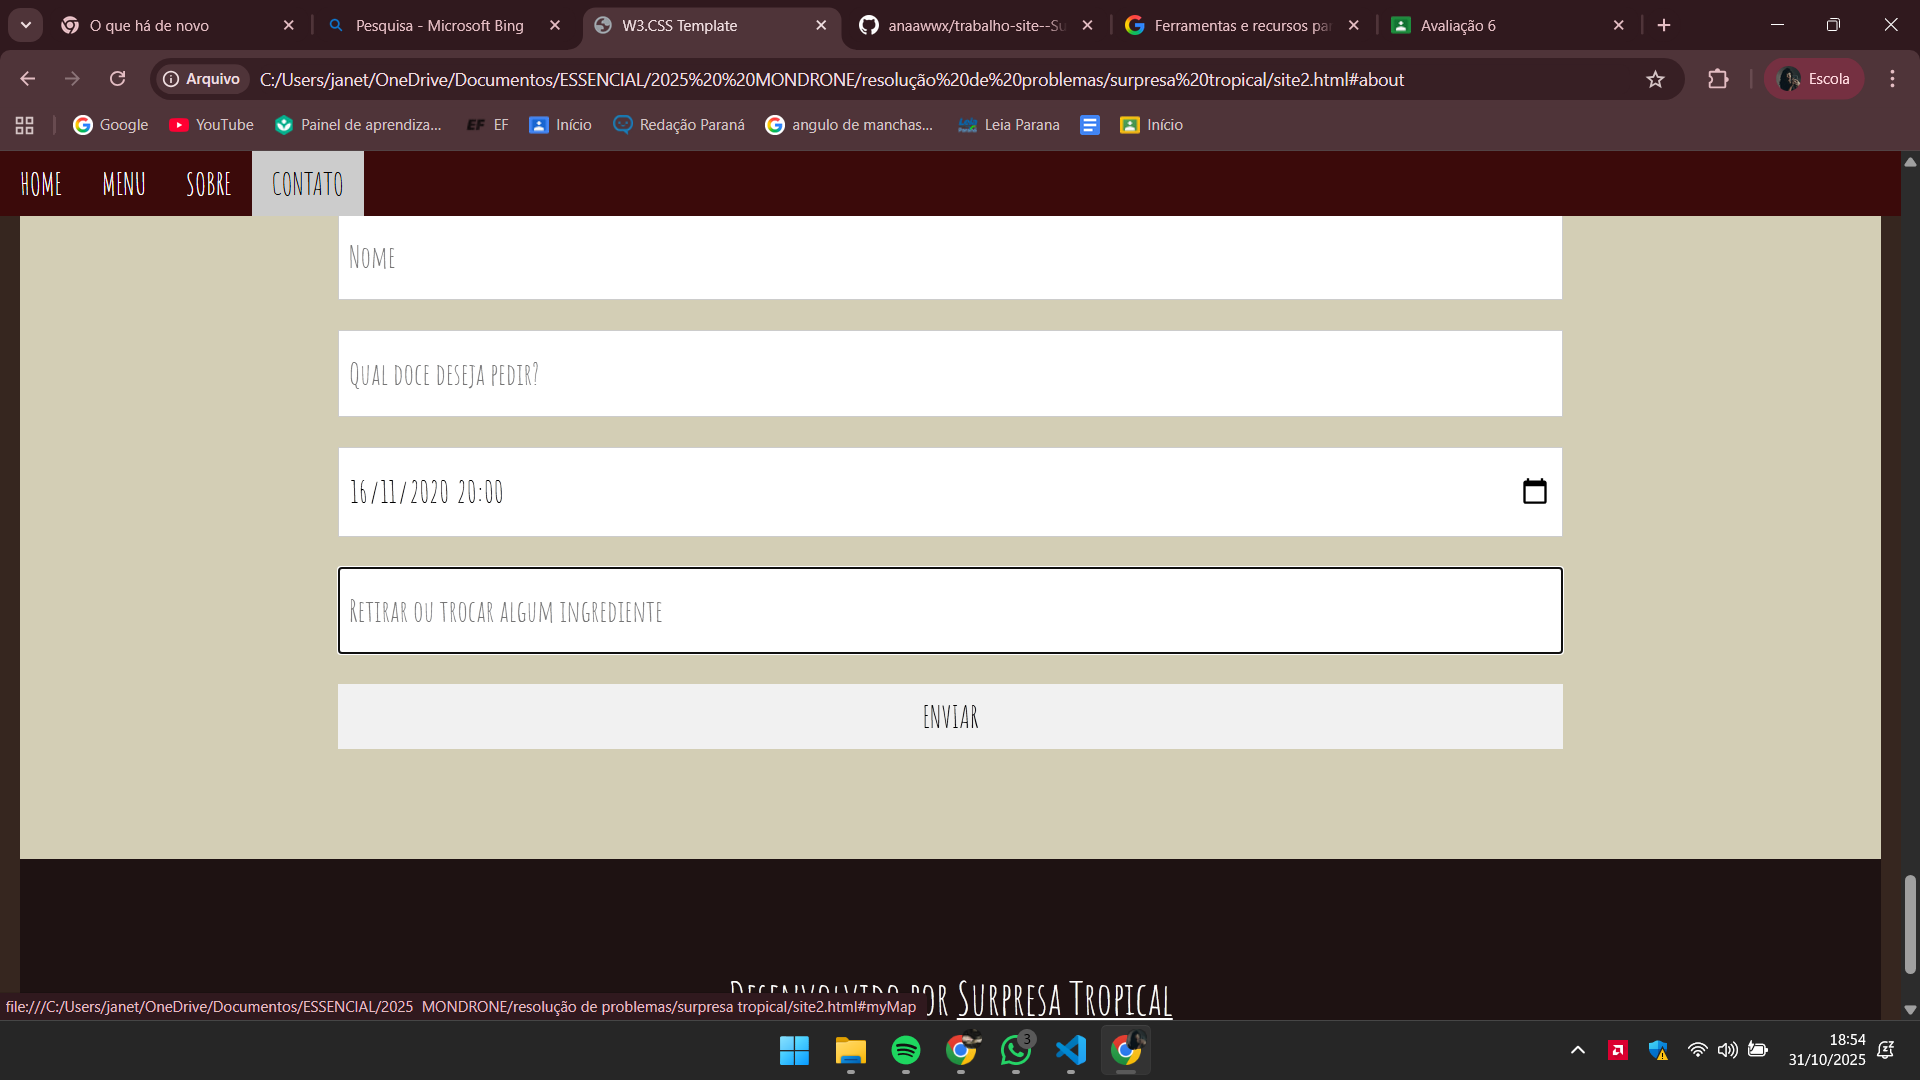 O que há de novo
Pesquisa - Microsoft Bing
W3.CSS Template
anaawwx/trabalho-site--Su
Ferramentas e recursos par
Avaliação 6
Arquivo
C:/Users/janet/OneDrive/Documentos/ESSENCIAL/2025%20%20MONDRONE/resolução%20de%20problemas/surpresa%20tropical/site2.html#about
Escola
Google
YouTube
Painel de aprendiza...
EF
EF
Início
Redação Paraná
angulo de manchas...
Leia Parana
Início
HOME
MENU
SOBRE
CONTATO
Nome
Qual doce deseja pedir?
16/11/2020 20:00
Retirar ou trocar algum ingrediente
ENVIAR
Desenvolvido por Surpresa Tropical
file:///C:/Users/janet/OneDrive/Documentos/ESSENCIAL/2025  MONDRONE/resolução de problemas/surpresa tropical/site2.html#myMap
3
18:54
31/10/2025